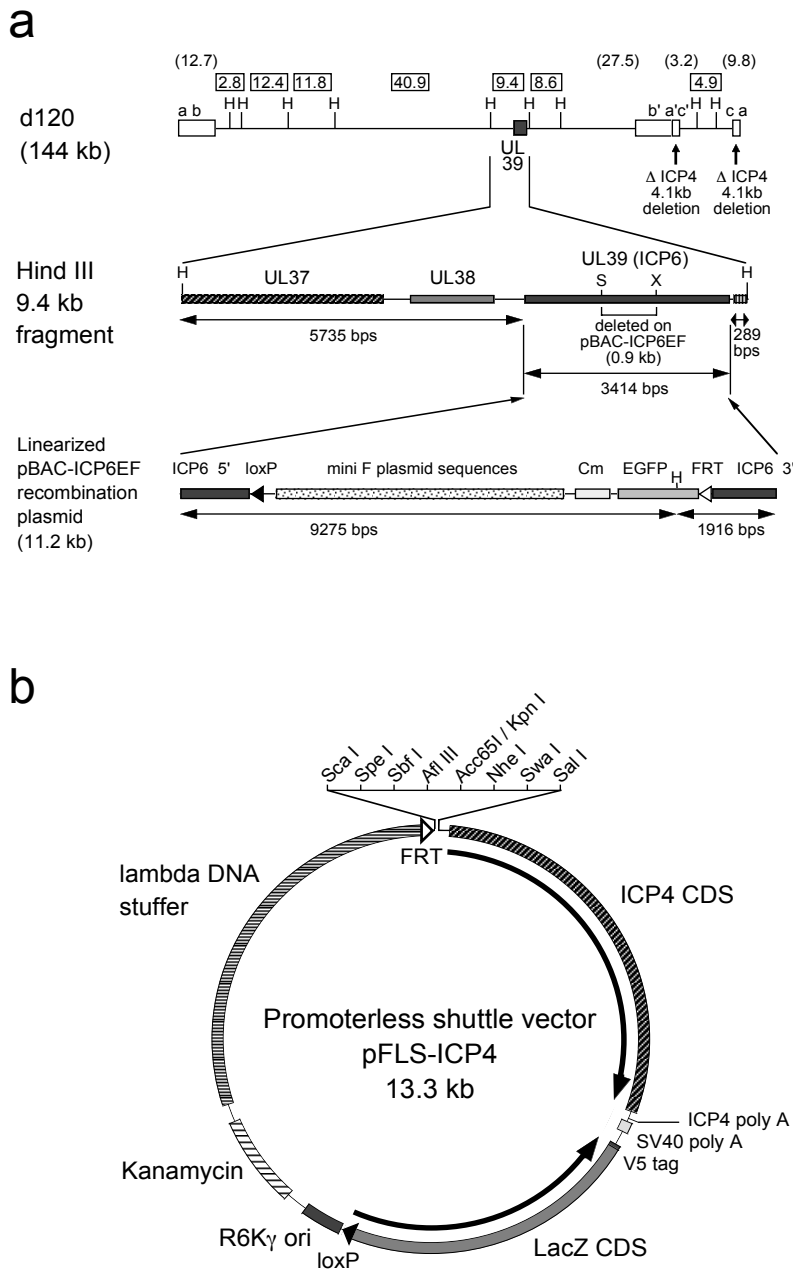 a
(12.7) (27.5) (3.2) (9.8)
2.8 12.4 11.8 40.9 9.4 8.6 4.9
H H H H H H H H H
a b b' a'c' c a
d120
(144 kb)
UL
39
Δ ICP4
4.1kb
deletion
Δ ICP4
4.1kb
deletion
Hind III
9.4 kb
fragment
H UL37 UL38 UL39 (ICP6) H
S X
deleted on
pBAC-ICP6EF
(0.9 kb)
5735 bps
289
bps
3414 bps
Linearized
pBAC-ICP6EF
recombination
plasmid
(11.2 kb)
ICP6 5' loxP mini F plasmid sequences Cm EGFP H FRT ICP6 3'
9275 bps 1916 bps
b
Sca I
Spe I
Sbf I
Afl III
Acc65I / Kpn I
Nhe I
Swa I
Sal I
FRT
lambda DNA
stuffer
ICP4 CDS
Promoterless shuttle vector
pFLS-ICP4
13.3 kb
ICP4 poly A
SV40 poly A
V5 tag
Kanamycin
R6Kγ ori
loxP
LacZ CDS